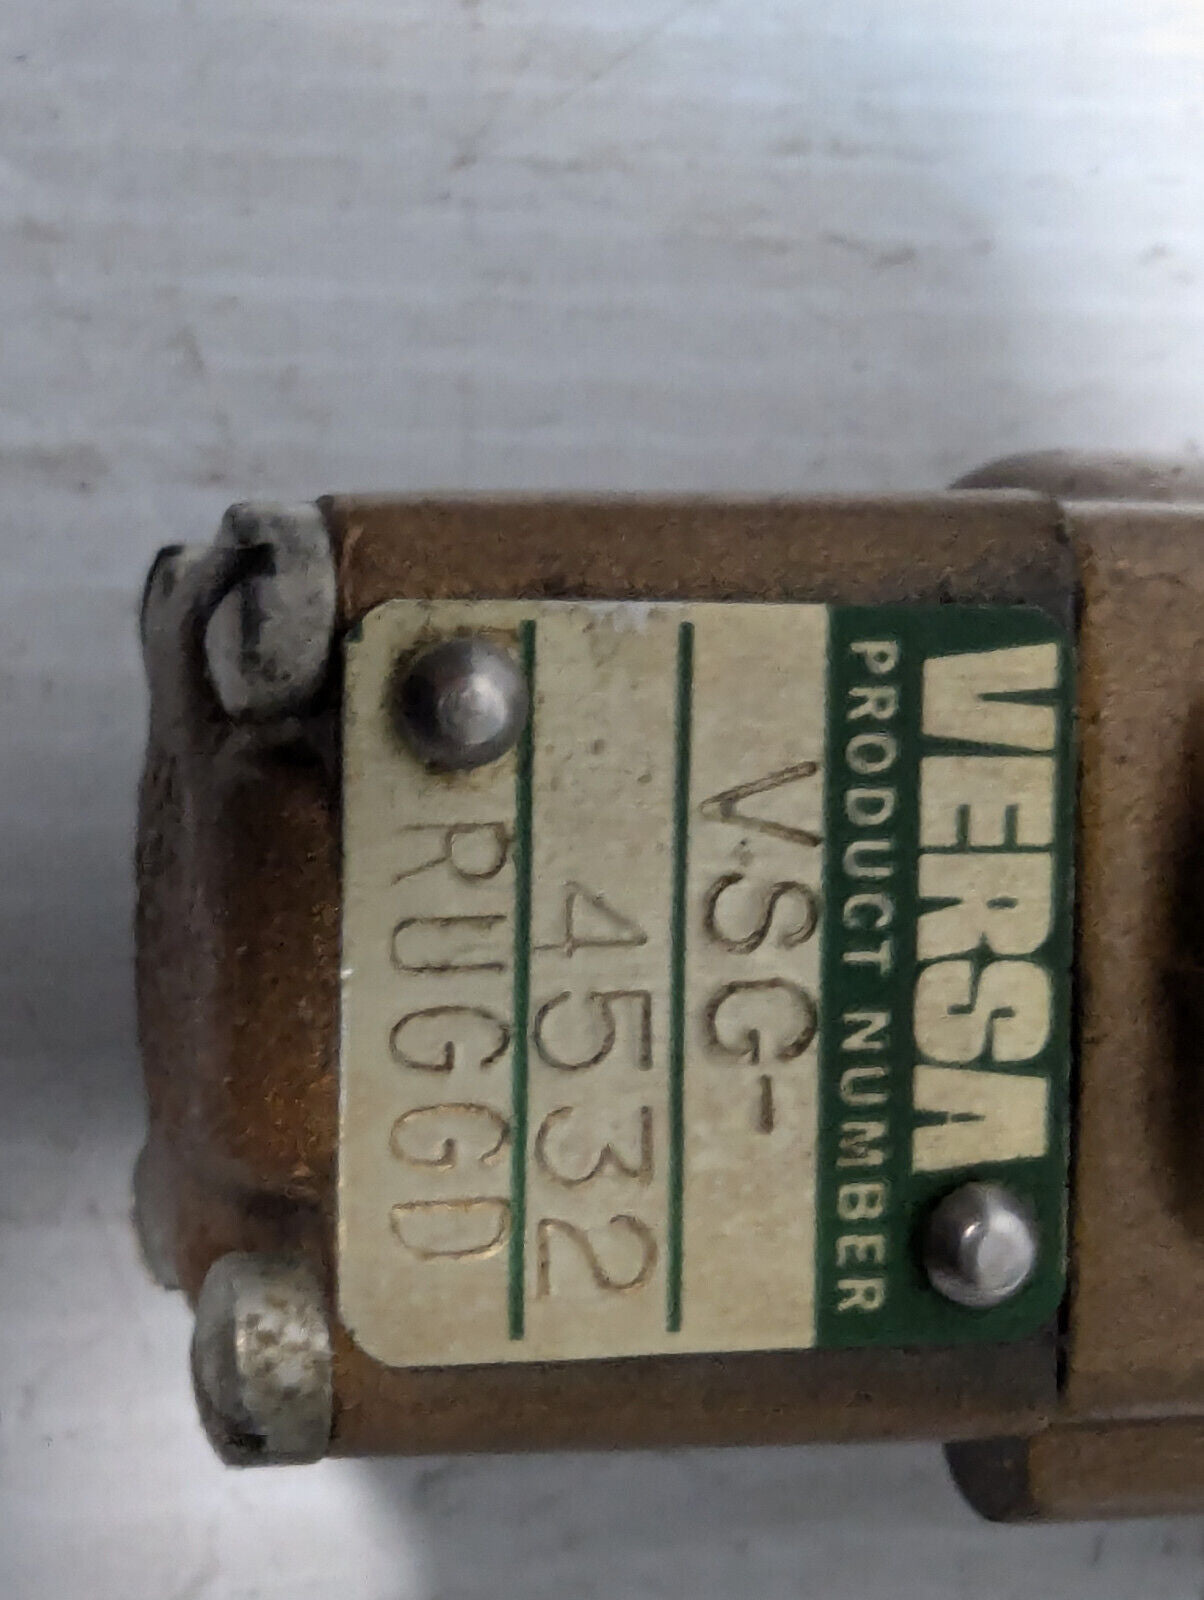 VERSA
PRODUCT NUMBER
VSG-
4532
RUGGD